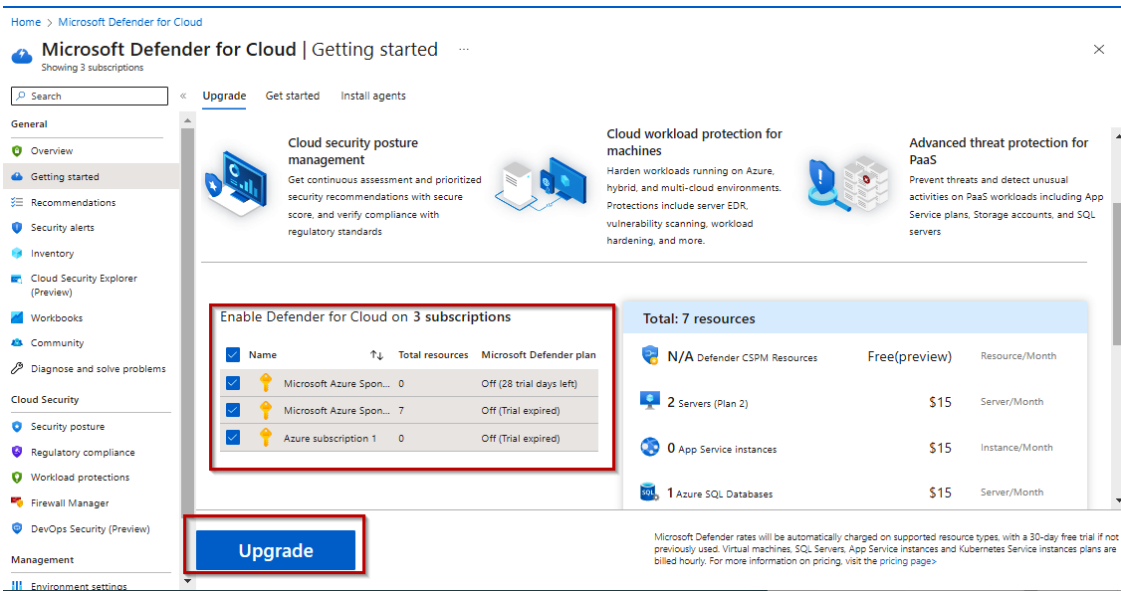 Home > Microsoft Defender for Cloud
Microsoft Defender for Cloud | Getting started ...
Showing 3 subscriptions
Search
«
General
Overview
Getting started
Recommendations
Security alerts
Inventory
Cloud Security Explorer
(Preview)
Workbooks
Community
Diagnose and solve problems
Cloud Security
Security posture
Regulatory compliance
Workload protections
Firewall Manager
DevOps Security (Preview)
Management
Environment settings
Upgrade Get started Install agents
Cloud security posture
management
Get continuous assessment and prioritized
security recommendations with secure
score, and verify compliance with
regulatory standards
Cloud workload protection for
machines
Harden workloads running on Azure,
hybrid, and multi-cloud environments.
Protections include server EDR,
vulnerability scanning, workload
hardening, and more.
Advanced threat protection for
PaaS
Prevent threats and detect unusual
activities on PaaS workloads including App
Service plans, Storage accounts, and SQL
servers
Enable Defender for Cloud on 3 subscriptions
Name ↑↓ Total resources Microsoft Defender plan
Microsoft Azure Spon... 0 Off (28 trial days left)
Microsoft Azure Spon... 7 Off (Trial expired)
Azure subscription 1 0 Off (Trial expired)
Total: 7 resources
N/A Defender CSPM Resources Free(preview) Resource/Month
2 Servers (Plan 2) $15 Server/Month
0 App Service instances $15 Instance/Month
SQL 1 Azure SQL Databases $15 Server/Month
Upgrade
Microsoft Defender rates will be automatically charged on supported resource types, with a 30-day free trial if not
previously used. Virtual machines, SQL Servers, App Service instances and Kubernetes Service instances plans are
billed hourly. For more information on pricing, visit the pricing page>